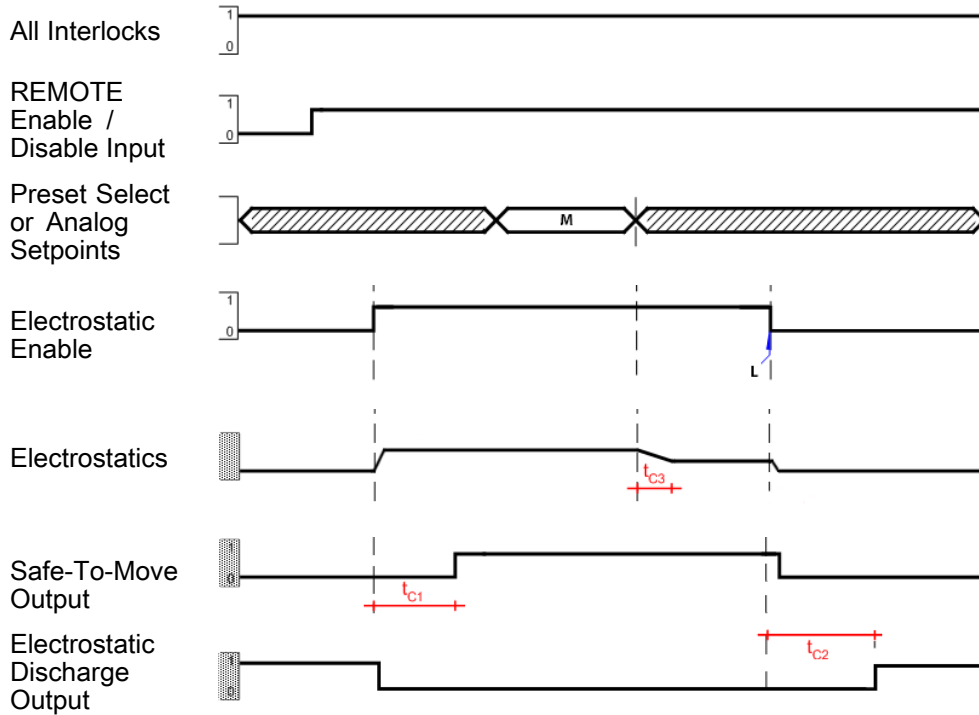 All Interlocks
1
0
REMOTE
Enable /
Disable Input
1
0
Preset Select
or Analog
Setpoints
M
Electrostatic
Enable
1
0
L
Electrostatics
tC3
Safe-To-Move
Output
1
0
tC1
Electrostatic
Discharge
Output
1
0
tC2